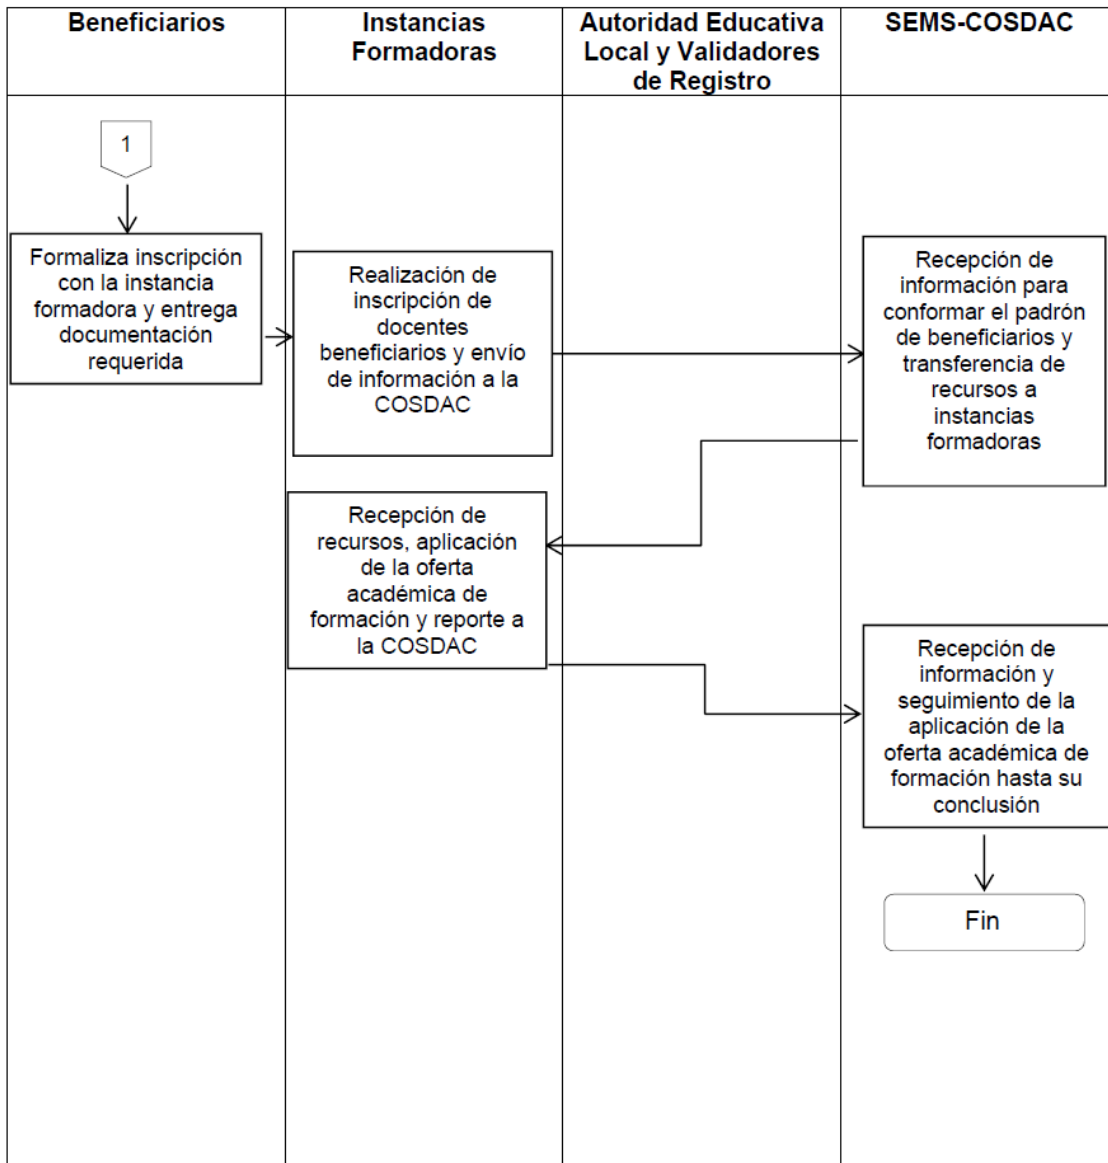 Beneficiarios
Instancias
Formadoras
Autoridad Educativa
Local y Validadores
de Registro
SEMS-COSDAC
1
Formaliza inscripción
con la instancia
formadora y entrega
documentación
requerida
Realización de
inscripción de
docentes
beneficiarios y envío
de información a la
COSDAC
Recepción de
información para
conformar el padrón
de beneficiarios y
transferencia de
recursos a
instancias
formadoras
Recepción de
recursos, aplicación
de la oferta
académica de
formación y reporte a
la COSDAC
Recepción de
información y
seguimiento de la
aplicación de la
oferta académica de
formación hasta su
conclusión
Fin